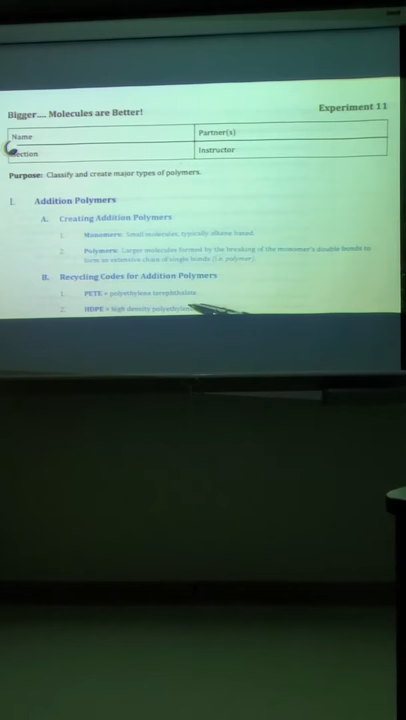 Bigger.... Molecules are Better!
Experiment 11
Name
Partner(s)
Section
Instructor
Purpose: Classify and create major types of polymers.
I. Addition Polymers
A. Creating Addition Polymers
1. Monomers: Small molecules, typically alkene based.
2. Polymers: Larger molecules formed by the breaking of the monomer's double bonds to
form an extensive chain of single bonds (i.e. polymer).
B. Recycling Codes for Addition Polymers
1. PETE = polyethylene terephthalate
2. HDPE = high density polyethylene